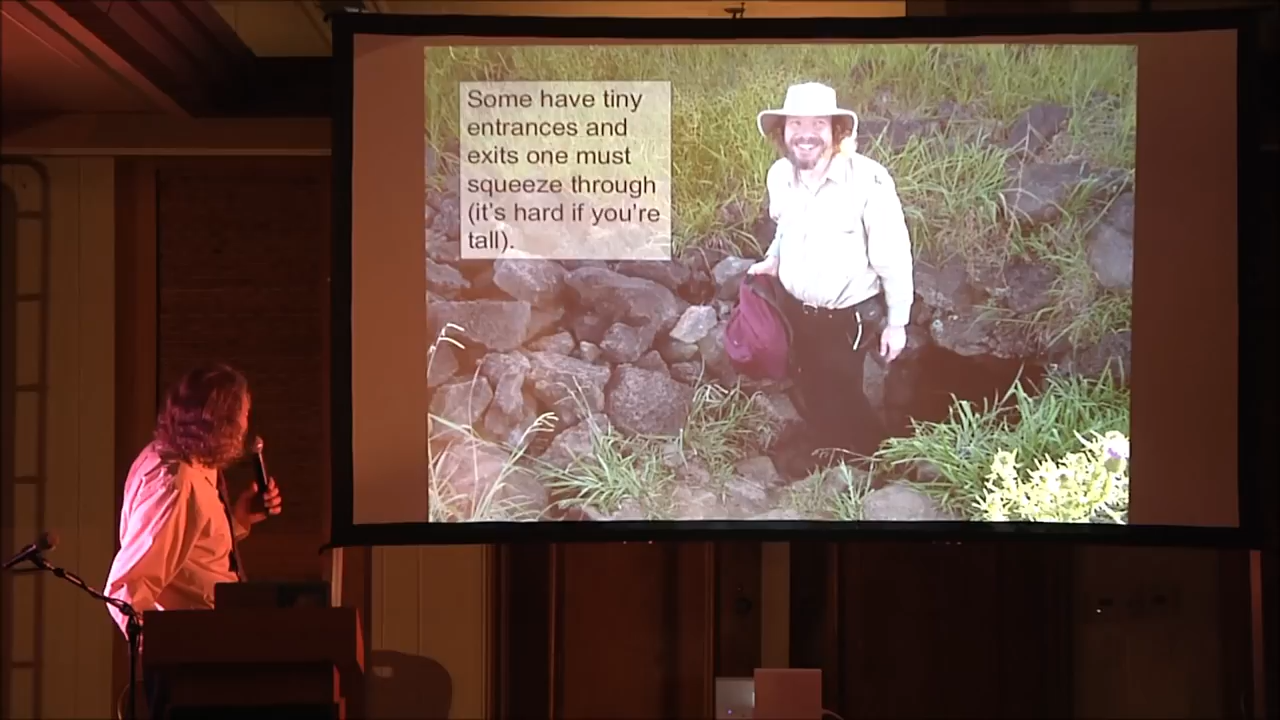 Some have tiny
entrances and
exits one must
squeeze through
(it's hard if you're
tall).